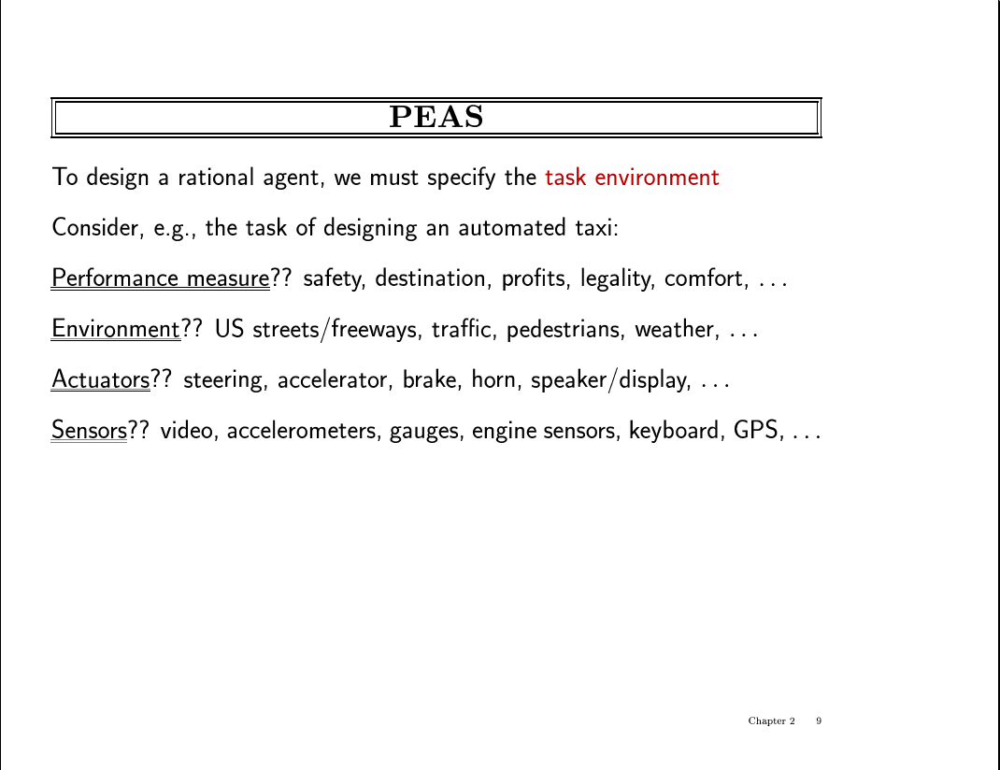 PEAS
To design a rational agent, we must specify the task environment
Consider, e.g., the task of designing an automated taxi:
Performance measure?? safety, destination, profits, legality, comfort, . . .
Environment?? US streets/freeways, traffic, pedestrians, weather, . . .
Actuators?? steering, accelerator, brake, horn, speaker/display, . . .
Sensors?? video, accelerometers, gauges, engine sensors, keyboard, GPS, . . .
Chapter 2 9